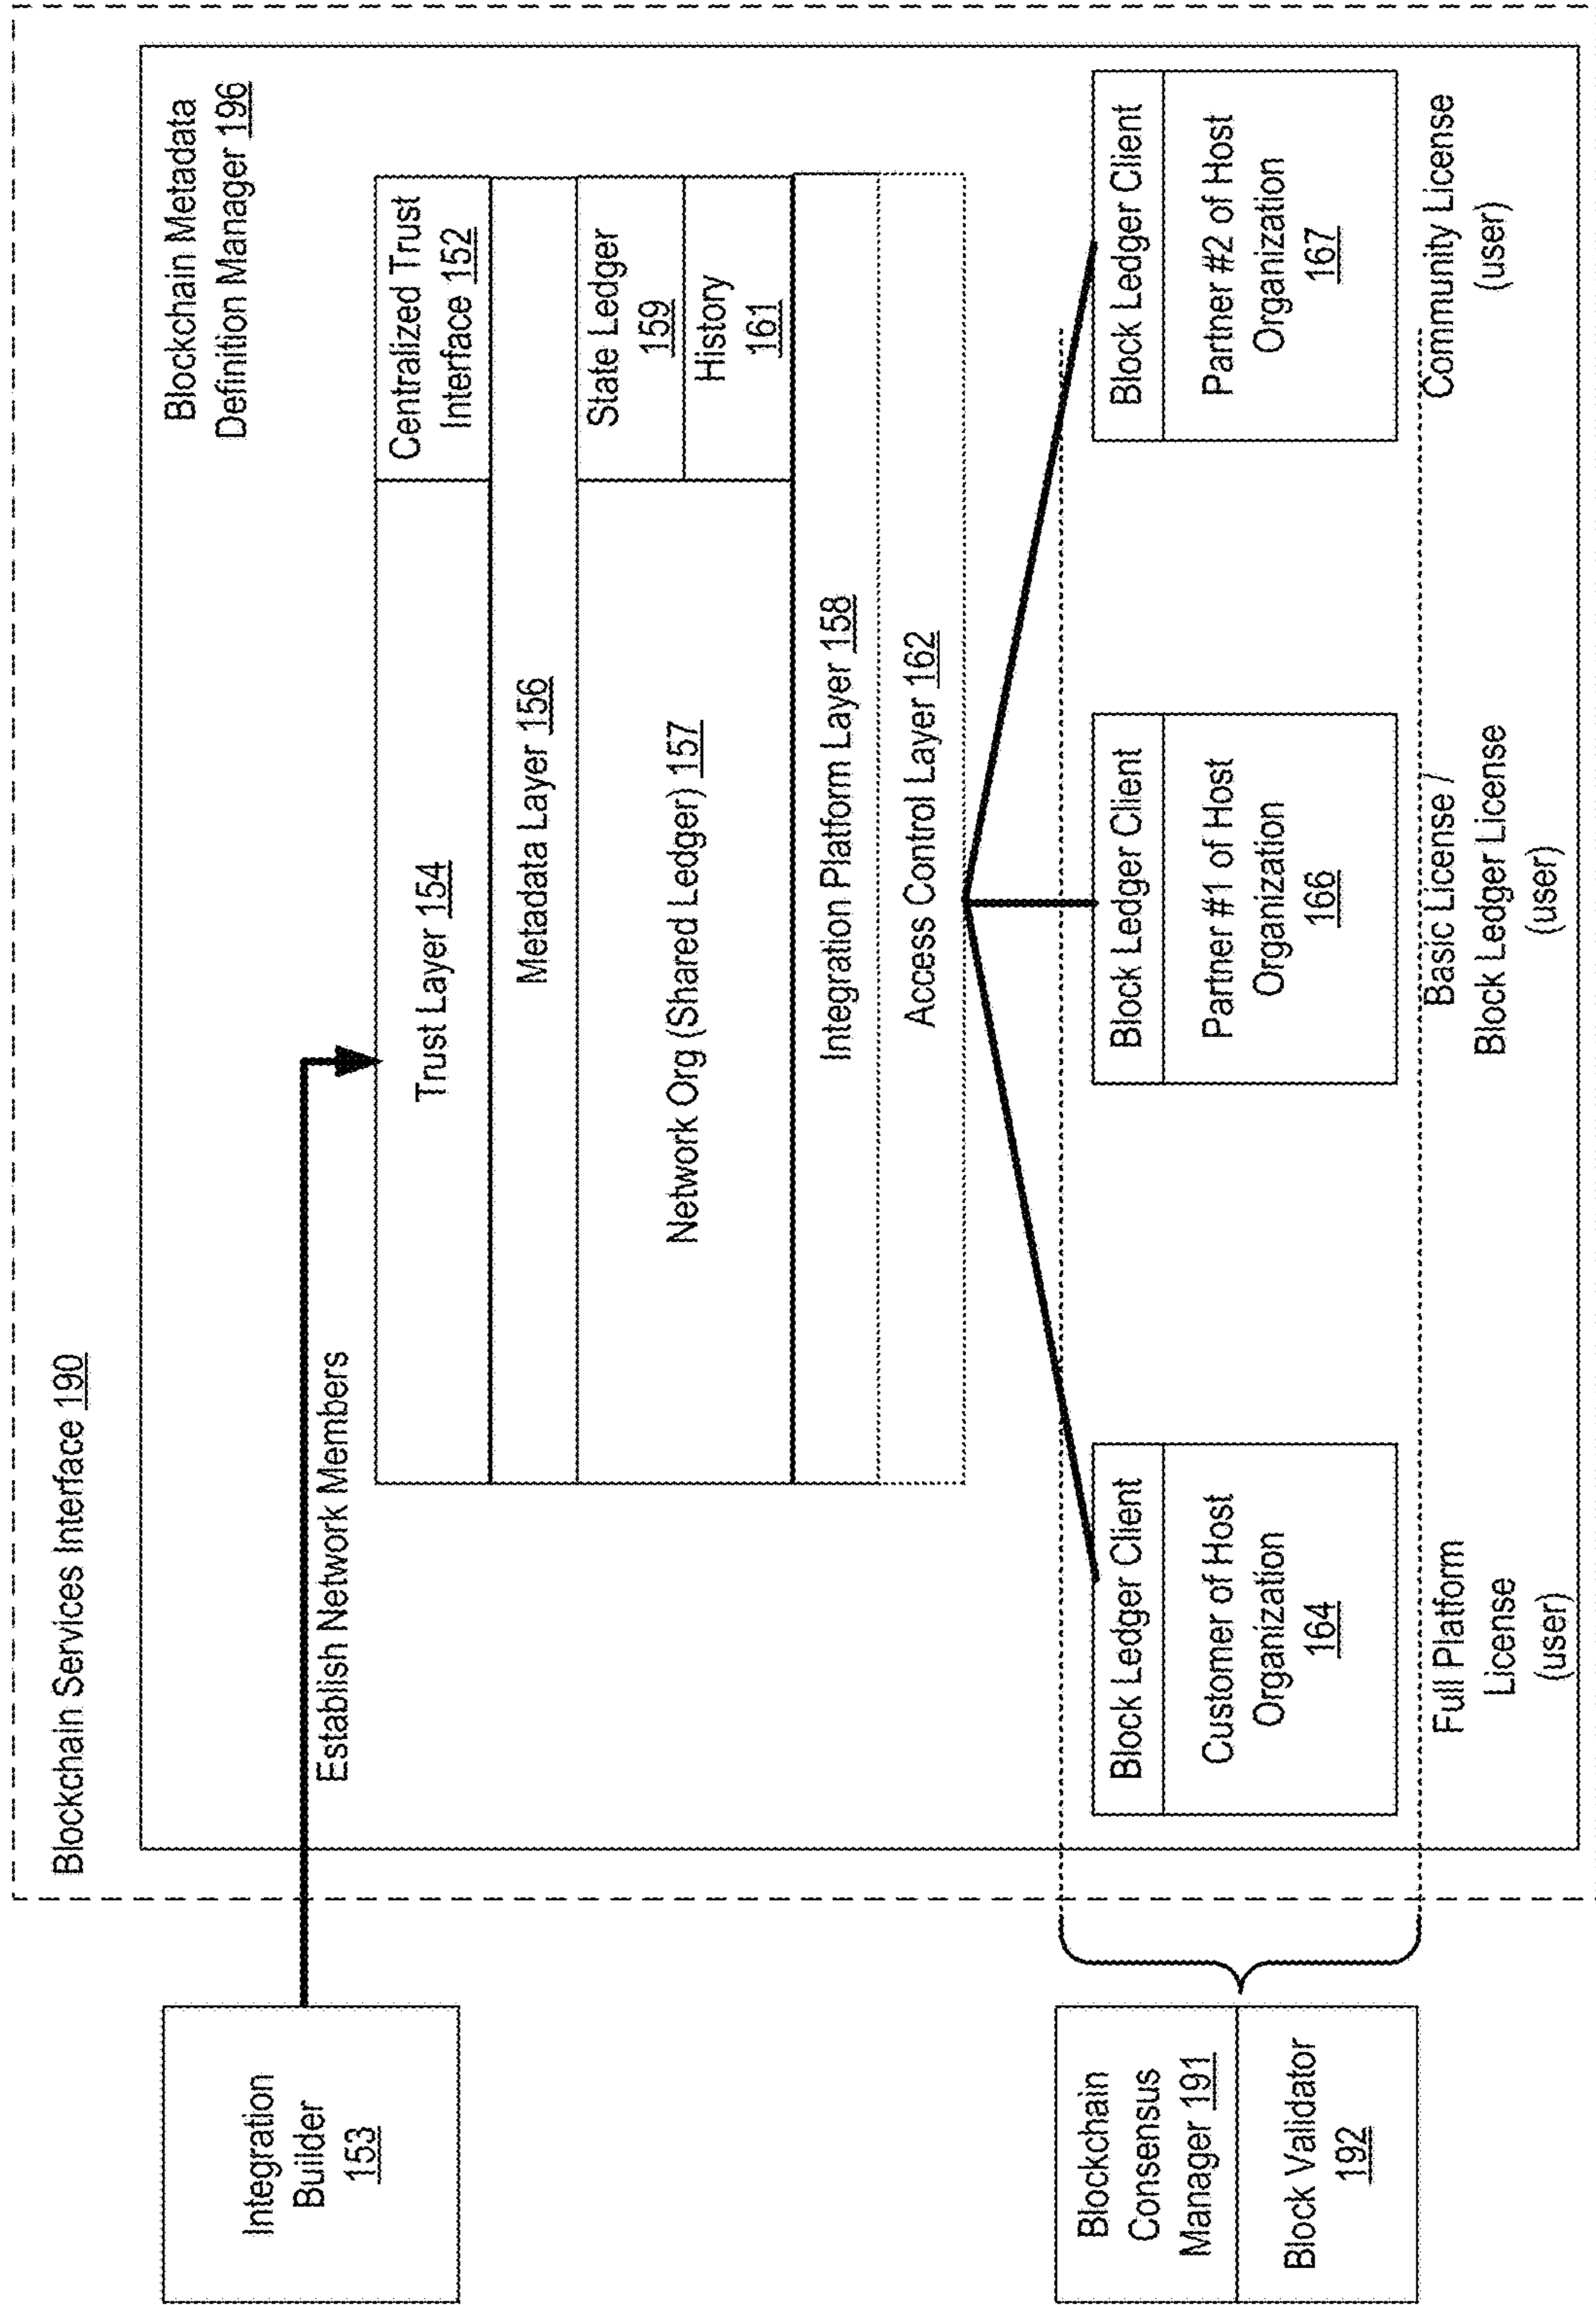 Blockchain Services Interface 190
Blockchain Metadata
Definition Manager 196
Integration
Builder
153
Establish Network Members
Trust Layer 154
Centralized Trust
Interface 152
Metadata Layer 156
Network Org (Shared Ledger) 157
State Ledger
159
History
161
Integration Platform Layer 158
Access Control Layer 162
Blockchain
Consensus
Manager 191
Block Validator
192
Block Ledger Client
Customer of Host
Organization
164
Full Platform
License
(user)
Block Ledger Client
Partner #1 of Host
Organization
166
Basic License /
Block Ledger License
(user)
Block Ledger Client
Partner #2 of Host
Organization
167
Community License
(user)